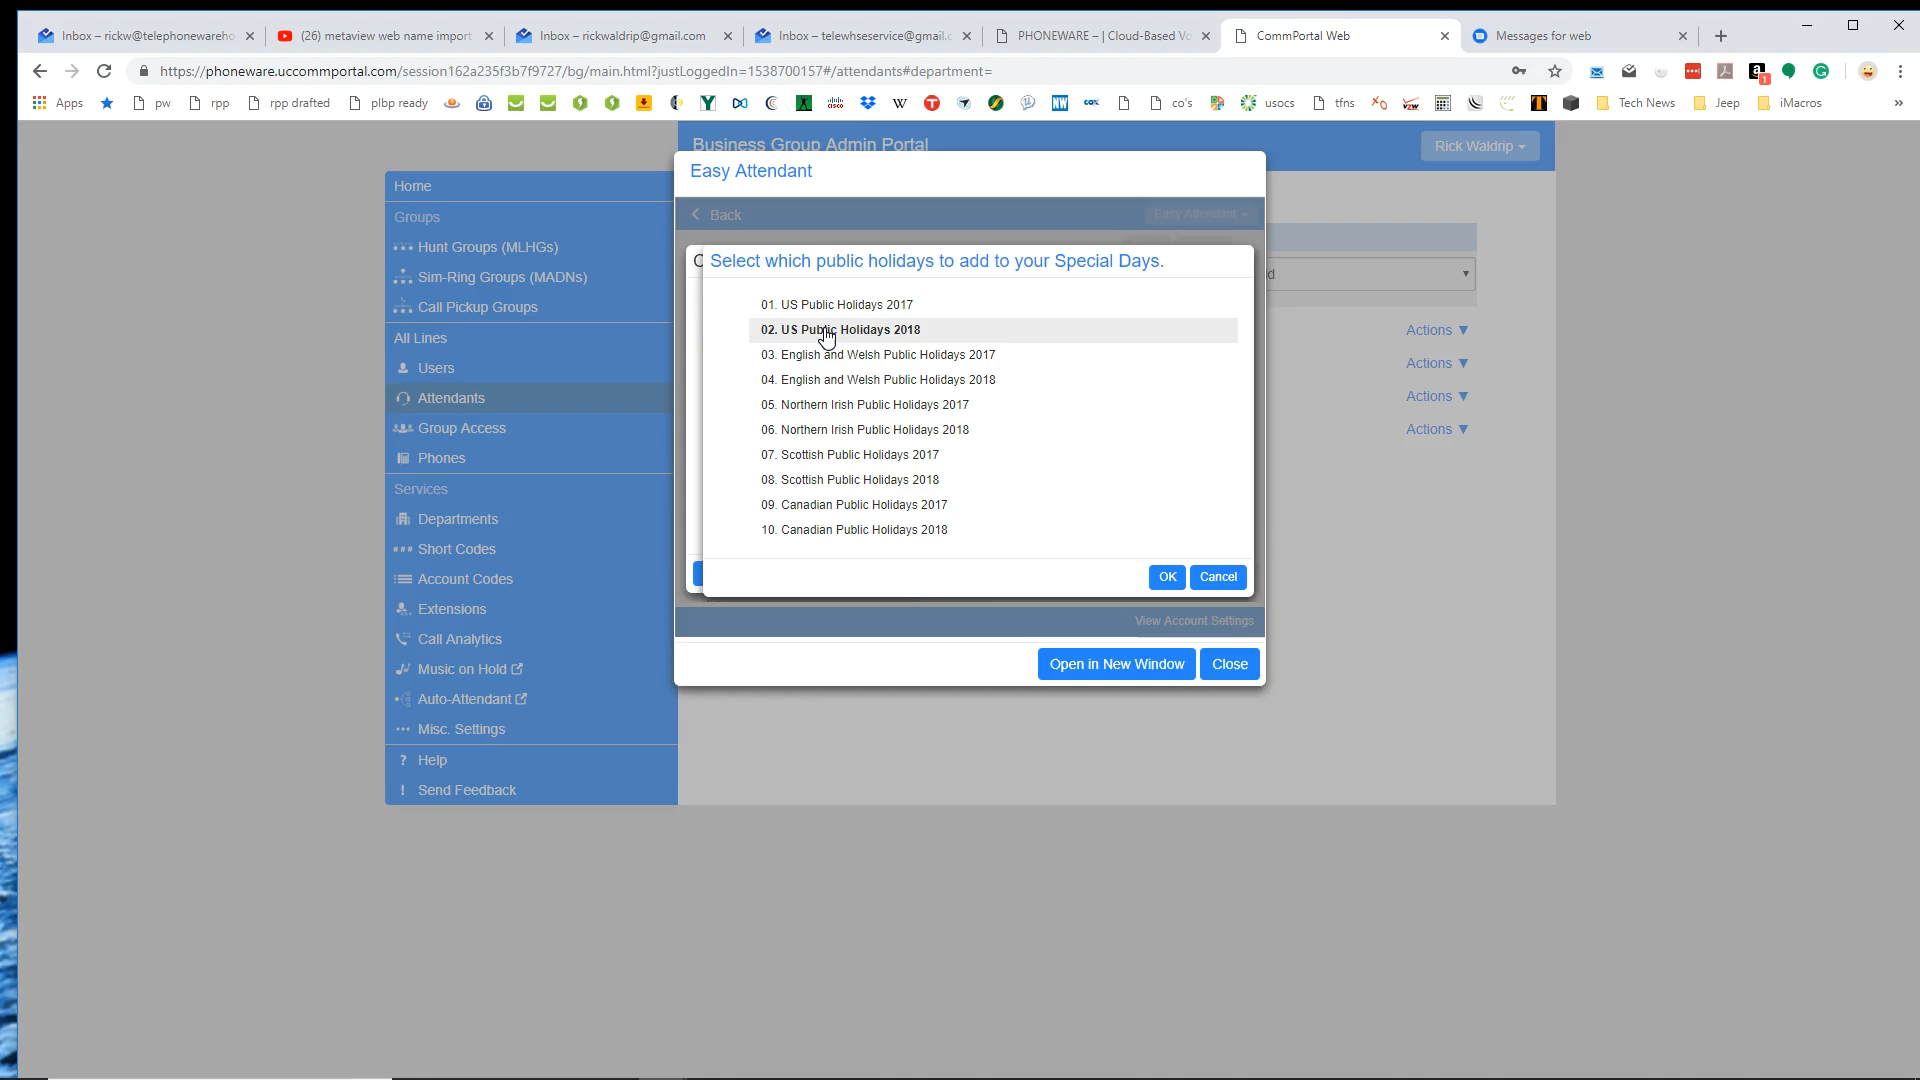 Inbox – rickw@telephonewareho
(26) metaview web name import
Inbox – rickwaldrip@gmail.com
Inbox – telewhseservice@gmail.c
PHONEWARE – | Cloud-Based Vo
CommPortal Web
Messages for web
https://phoneware.uccommportal.com/session162a235f3b7f9727/bg/main.html?justLoggedIn=1538700157#/attendants#department=
Apps
pw
rpp
rpp drafted
plbp ready
co's
usocs
tfns
Tech News
Jeep
iMacros
Business Group Admin Portal
Rick Waldrip
Home
Groups
Hunt Groups (MLHGs)
Sim-Ring Groups (MADNs)
Call Pickup Groups
All Lines
Users
Attendants
Group Access
Phones
Services
Departments
Short Codes
Account Codes
Extensions
Call Analytics
Music on Hold
Auto-Attendant
Misc. Settings
? Help
! Send Feedback
Easy Attendant
Back
Easy Attendant
Select which public holidays to add to your Special Days.
01. US Public Holidays 2017
02. US Public Holidays 2018
03. English and Welsh Public Holidays 2017
04. English and Welsh Public Holidays 2018
05. Northern Irish Public Holidays 2017
06. Northern Irish Public Holidays 2018
07. Scottish Public Holidays 2017
08. Scottish Public Holidays 2018
09. Canadian Public Holidays 2017
10. Canadian Public Holidays 2018
OK
Cancel
View Account Settings
Open in New Window
Close
Actions
Actions
Actions
Actions